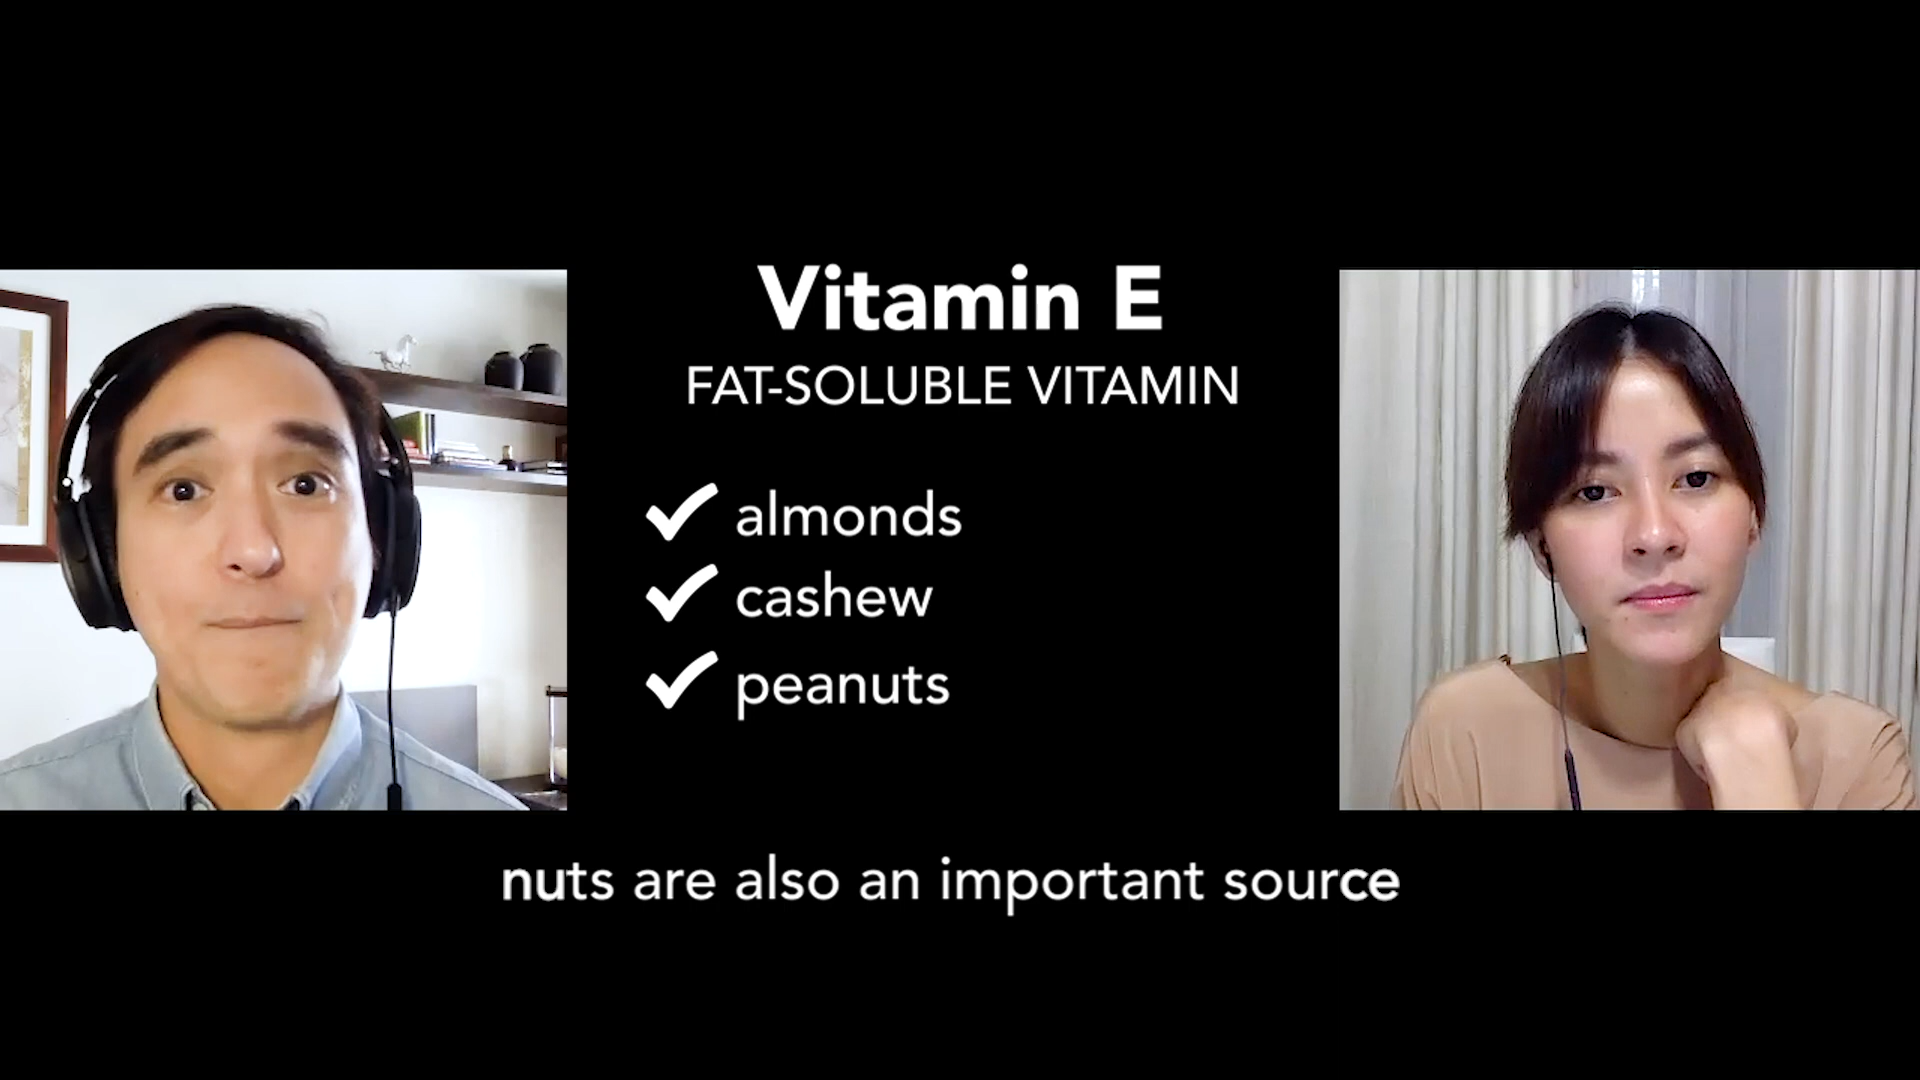 Vitamin E
FAT-SOLUBLE VITAMIN
almonds
cashew
peanuts
nuts are also an important source